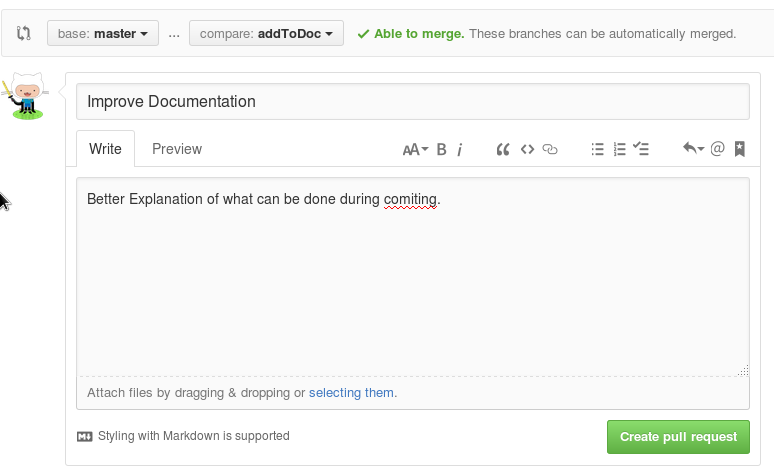 base: master ... compare: addToDoc Able to merge. These branches can be automatically merged.
Improve Documentation
Write Preview AA B i @
Better Explanation of what can be done during comiting.
Attach files by dragging & dropping or selecting them.
Styling with Markdown is supported Create pull request